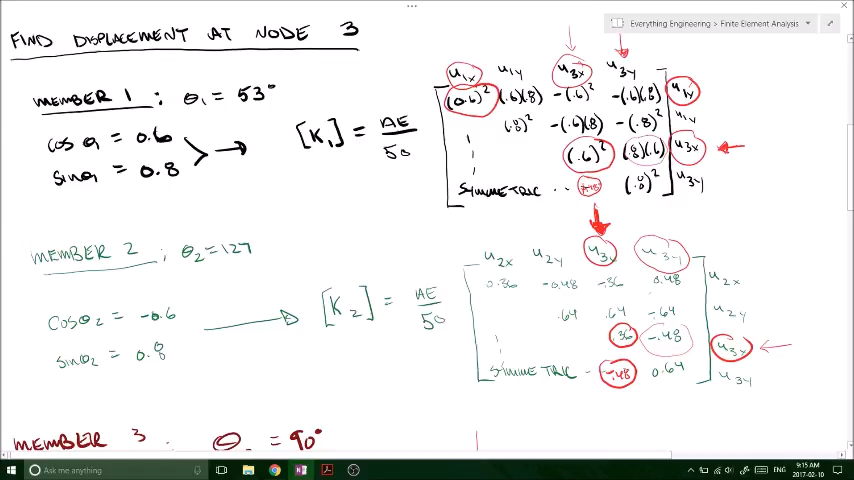 Everything Engineering > Finite Element Analysis
FIND DISPLACEMENT AT NODE 3
MEMBER 1 ; θ₁ = 53°
cos θ₁ = 0.6
sin θ₁ = 0.8
[K₁] = AE/50
u1x u1y u3x u3y
(0.6)² (.6)(.8) -(.6)² -(.6)(.8) u1x
(.8)² -(.6)(.8) -(.8)² u1y
(.6)² (.8)(.6) u3x
SYMMETRIC (.8)² u3y
MEMBER 2 ; θ₂=127
cos θ₂ = -0.6
sin θ₂ = 0.8
[K₂] = AE/50
u2x u2y u3x u3y
0.36 -0.48 -.36 0.48 u2x
.64 .64 -.64 u2y
.36 -.48 u3x
SYMMETRIC -.48 0.64 u3y
MEMBER 3 : θ = 90°
Ask me anything
ENG
9:15 AM
2017-02-10